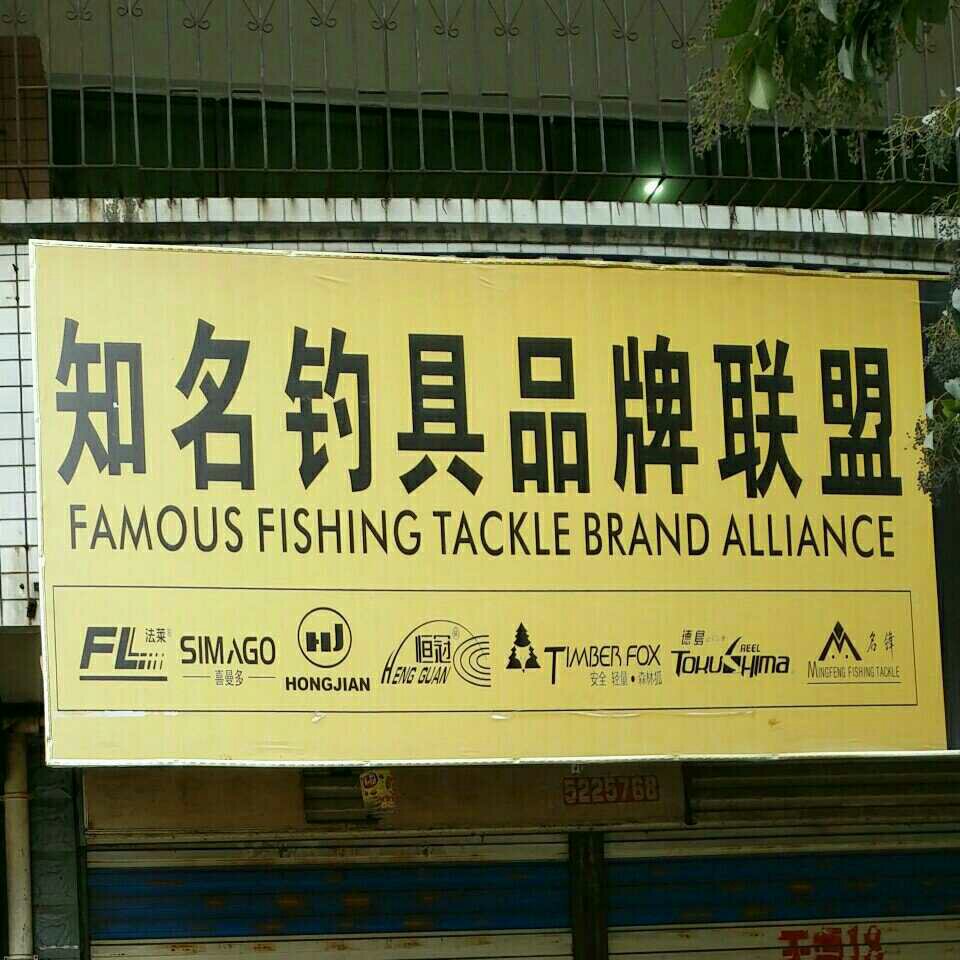 知名钓具品牌联盟
FAMOUS FISHING TACKLE BRAND ALLIANCE
FL 法莱
SIMAGO
喜曼多
HJ
HONGJIAN
恒冠
HENG GUAN
TIMBER FOX
安全 轻量·森林狐
德島
REEL
TOKUSHIMA
名锋
MINGFENG FISHING TACKLE
5225768